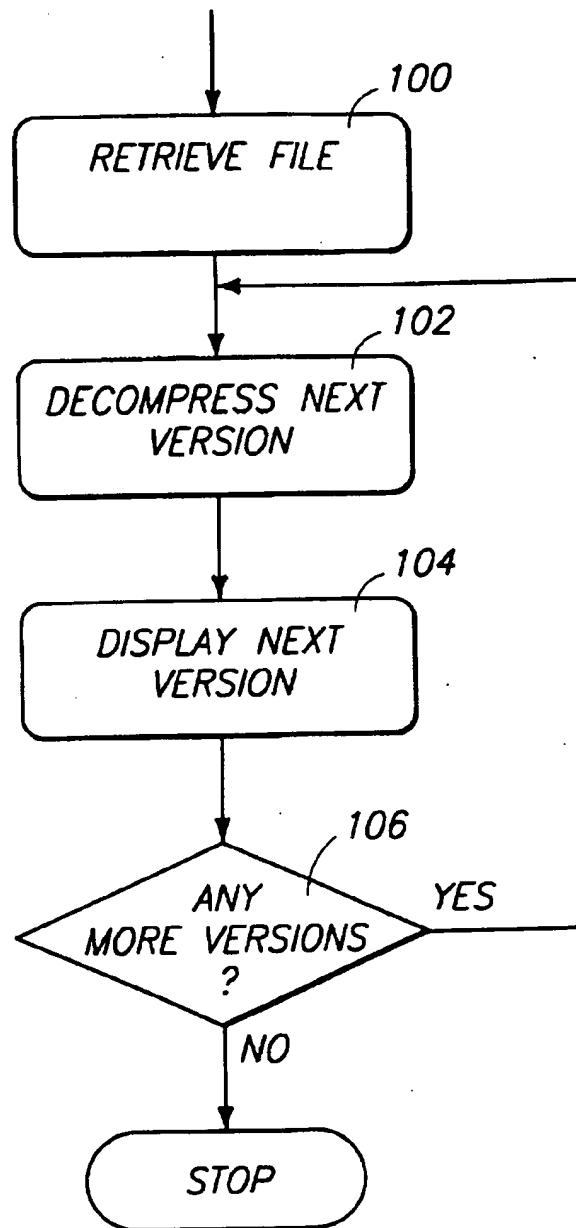 100
RETRIEVE FILE
102
DECOMPRESS NEXT
VERSION
104
DISPLAY NEXT
VERSION
106
ANY
MORE VERSIONS
?
YES
NO
STOP